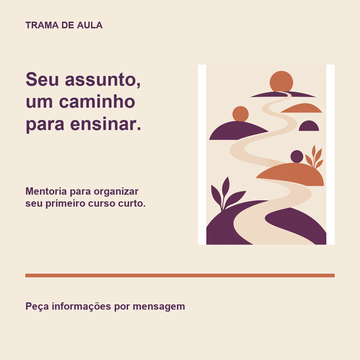 TRAMA DE AULA
Seu assunto,
um caminho
para ensinar.
Mentoria para organizar
seu primeiro curso curto.
Peça informações por mensagem